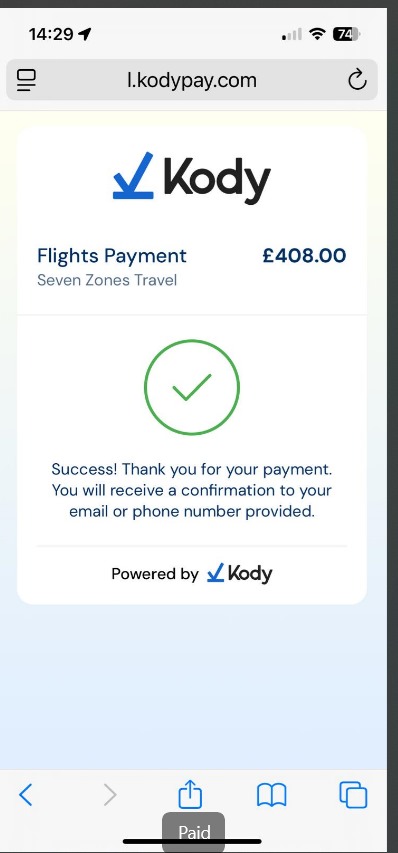 14:29
74
l.kodypay.com
Kody
Flights Payment £408.00
Seven Zones Travel
Success! Thank you for your payment.
You will receive a confirmation to your
email or phone number provided.
Powered by Kody
Paid